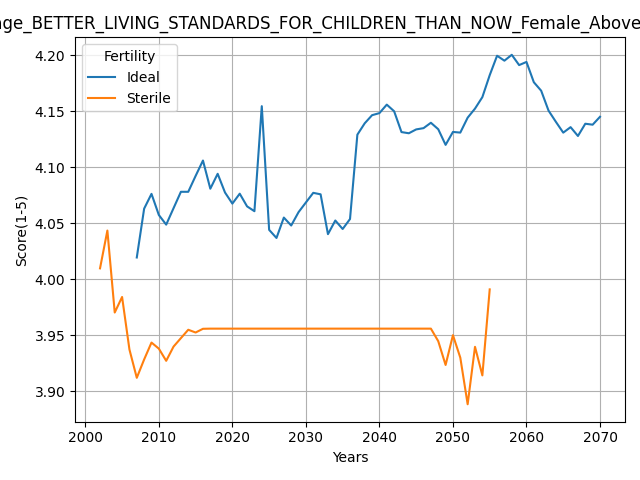 BETTER_LIVING_STANDARDS_FOR_CHILDREN_THAN_NOW_Female_Above
Fertility
Ideal
Sterile
Score(1-5)
4.20
4.15
4.10
4.05
4.00
3.95
3.90
2000 2010 2020 2030 2040 2050 2060 2070
Years